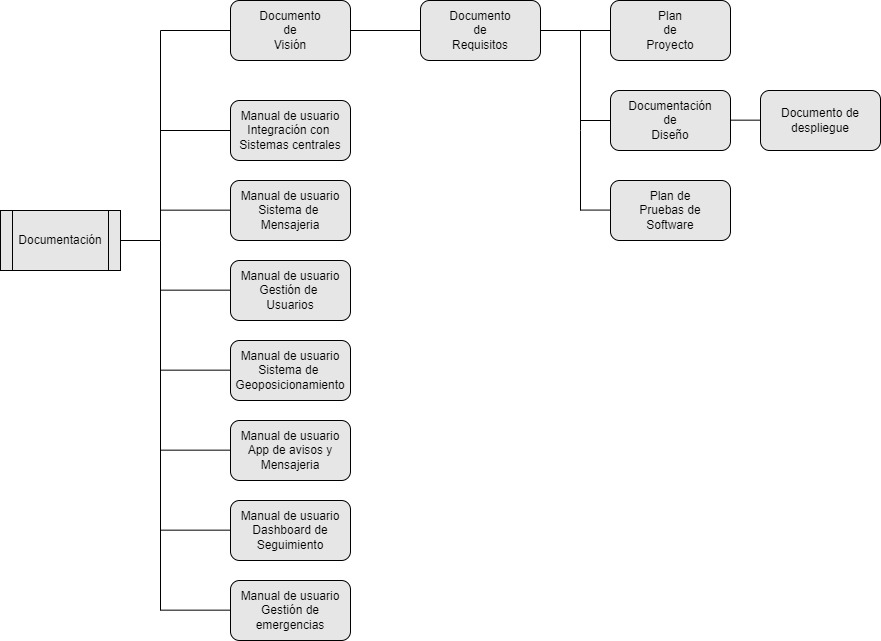 Documento
de
Visión
Documento
de
Requisitos
Plan
de
Proyecto
Documentación
de
Diseño
Documento de
despliegue
Manual de usuario
Integración con
Sistemas centrales
Manual de usuario
Sistema de
Mensajeria
Plan de
Pruebas de
Software
Documentación
Manual de usuario
Gestión de
Usuarios
Manual de usuario
Sistema de
Geoposicionamiento
Manual de usuario
App de avisos y
Mensajeria
Manual de usuario
Dashboard de
Seguimiento
Manual de usuario
Gestión de
emergencias